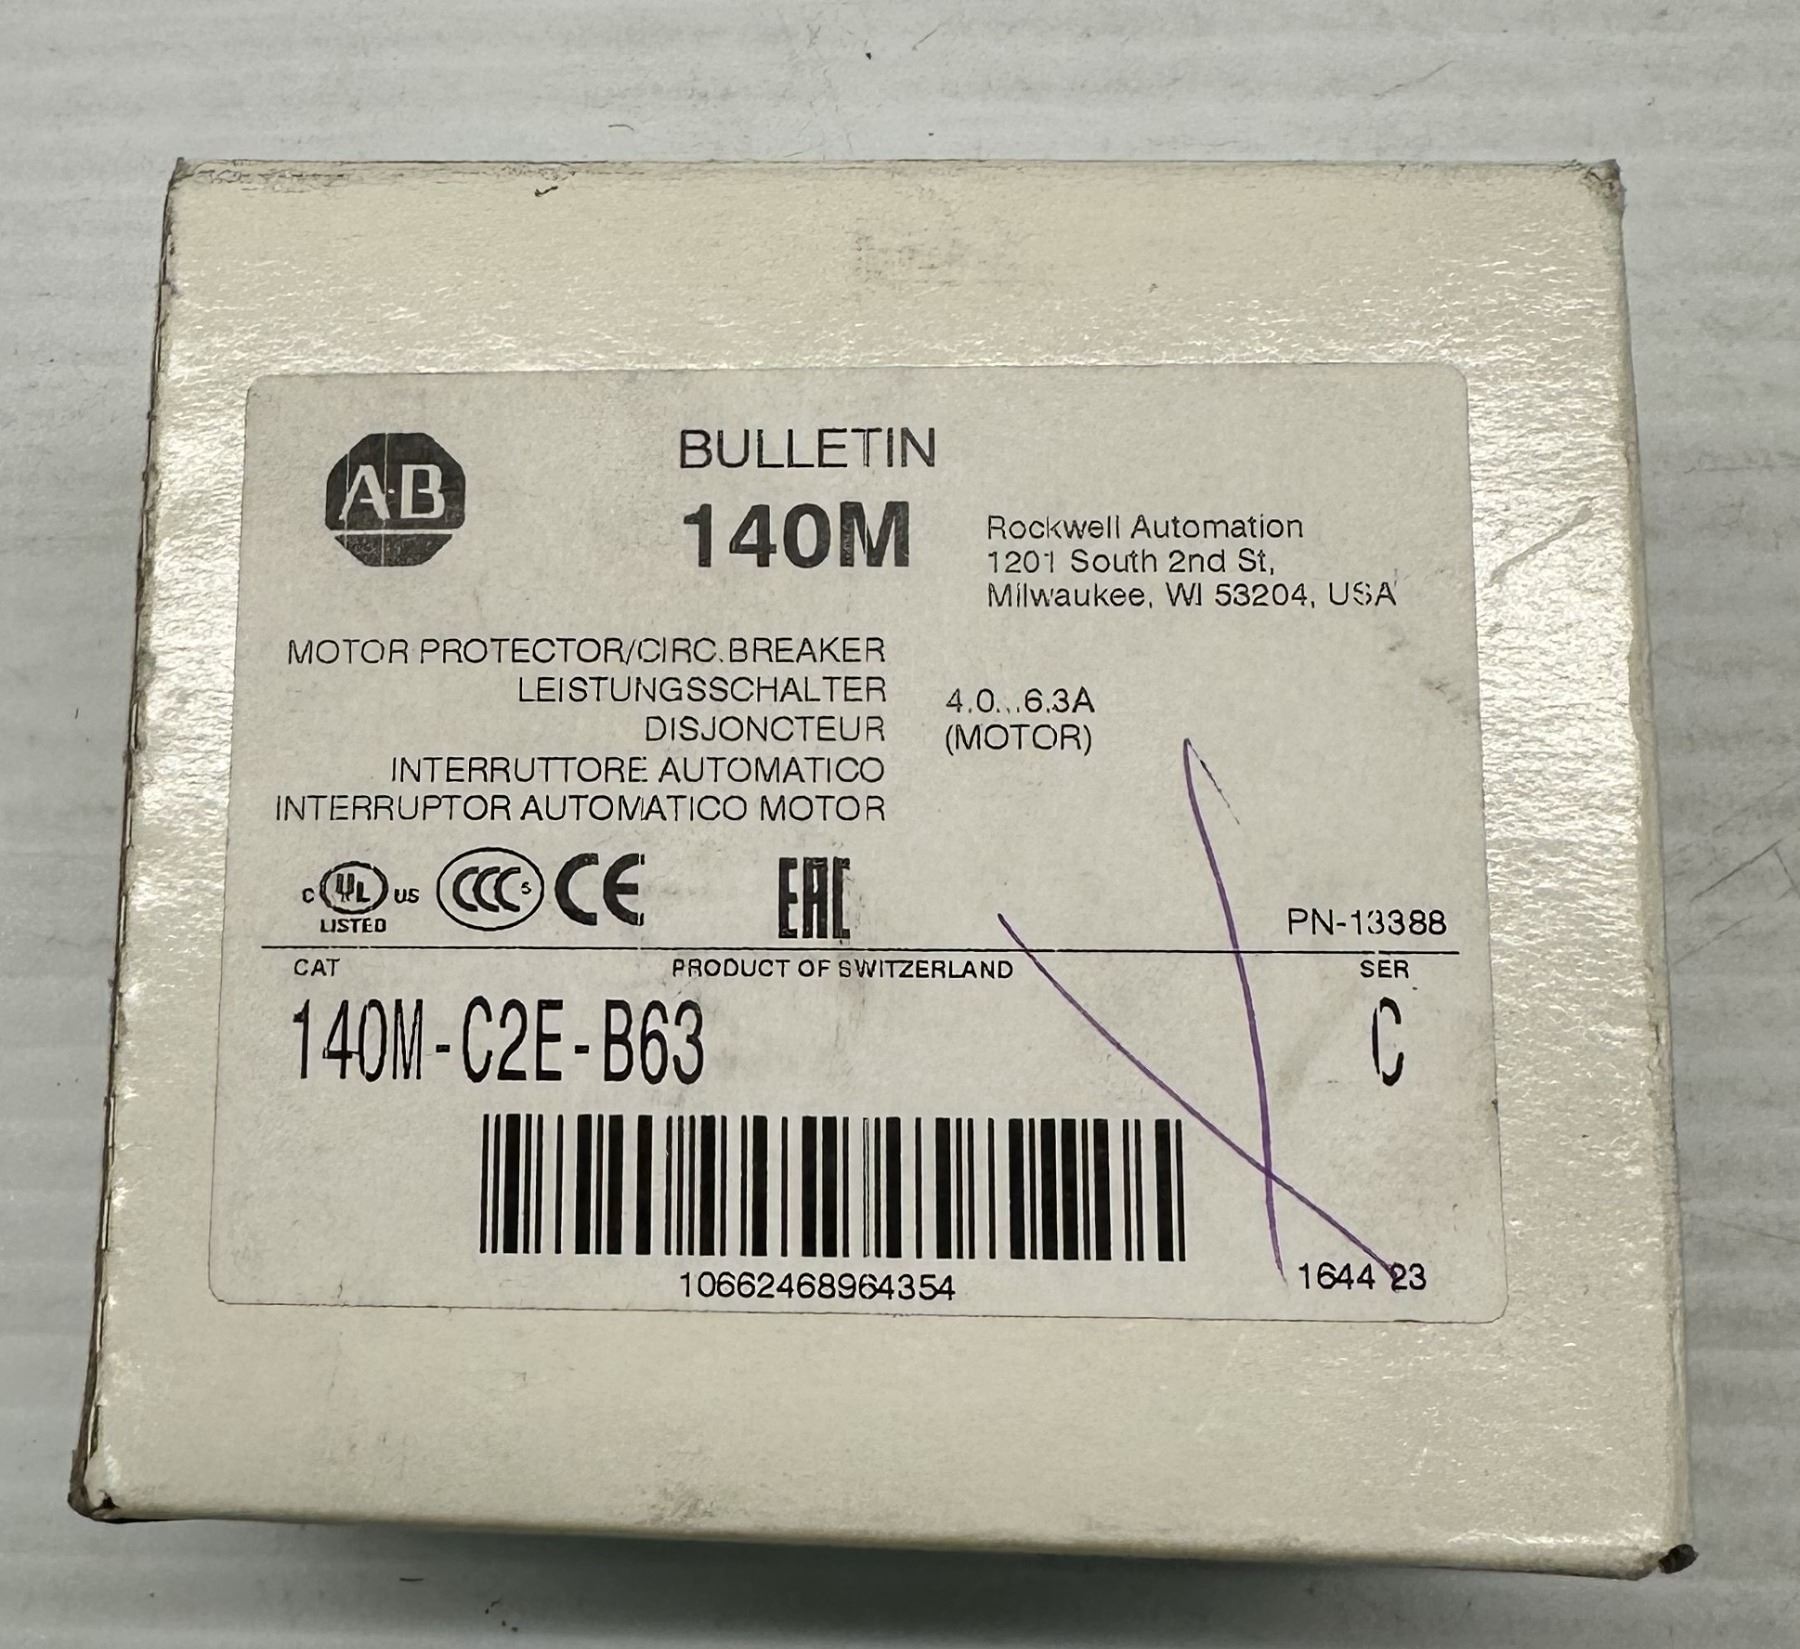 A-B
BULLETIN
140M
Rockwell Automation
1201 South 2nd St,
Milwaukee, WI 53204, USA
MOTOR PROTECTOR/CIRC.BREAKER
LEISTUNGSSCHALTER
DISJONCTEUR
INTERRUTTORE AUTOMATICO
INTERRUPTOR AUTOMATICO MOTOR
4.0...6.3A
(MOTOR)
C UL US
LISTED
CCC S
CE
EAC
PN-13388
CAT
PRODUCT OF SWITZERLAND
SER
140M-C2E-B63
C
10662468964354
1644 23